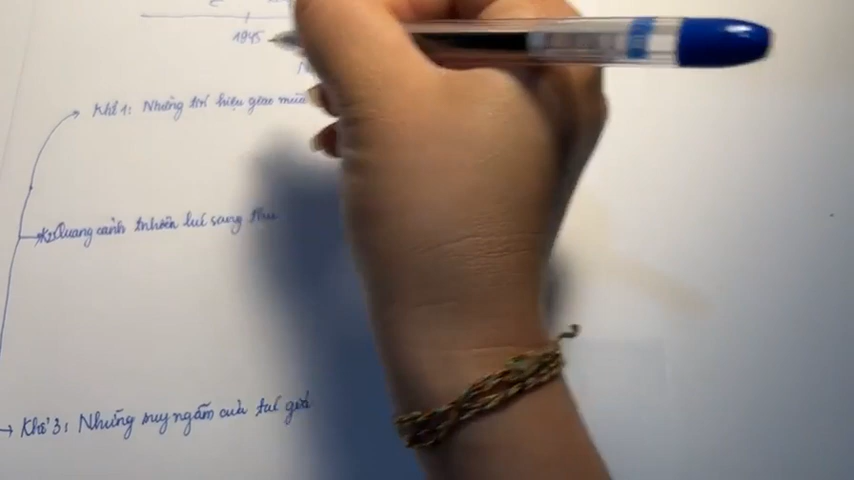 1945
Khổ 1: Những tín hiệu giao mùa
K2: Quang cảnh thiên lúc sang thu
Khổ 3: Những suy ngẫm của tác giả